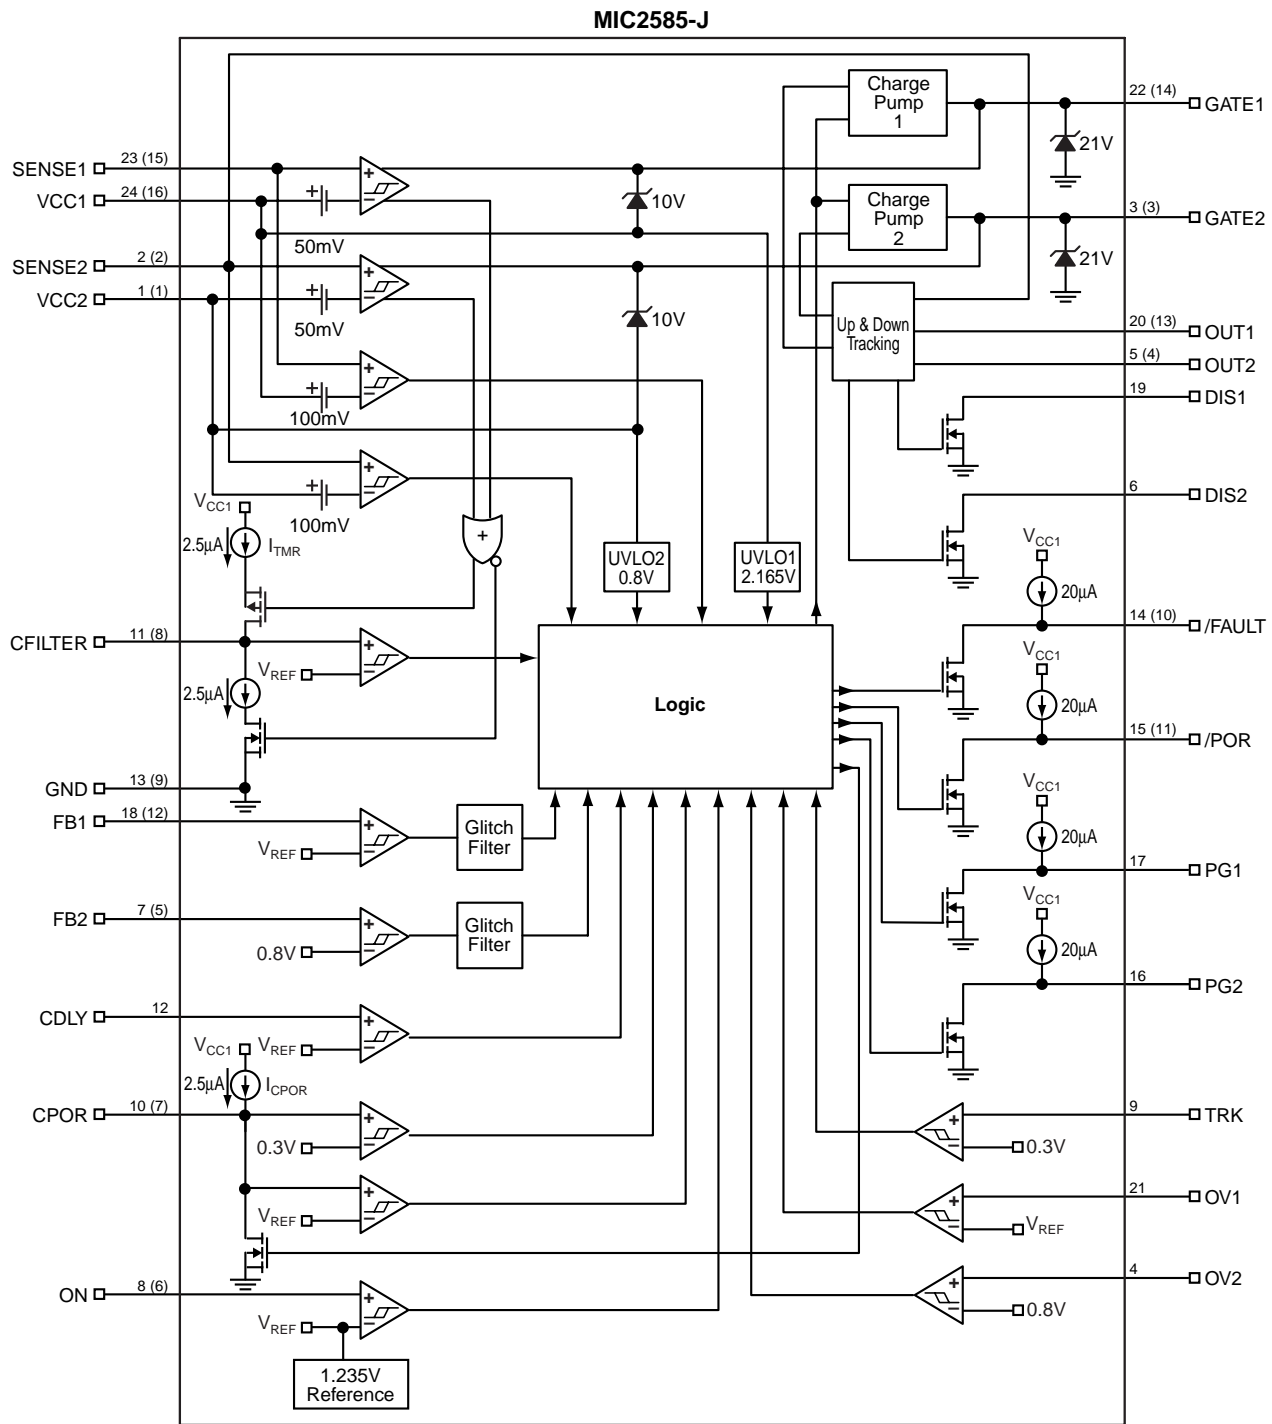 MIC2585-J
Charge
Pump
1
22 (14)
GATE1
21V
SENSE1
23 (15)
VCC1
24 (16)
50mV
10V
Charge
Pump
2
3 (3)
GATE2
21V
SENSE2
2 (2)
VCC2
1 (1)
50mV
10V
Up & Down
Tracking
20 (13)
OUT1
5 (4)
OUT2
19
DIS1
100mV
6
DIS2
VCC1
100mV
2.5µA
ITMR
+
UVLO2
0.8V
UVLO1
2.165V
VCC1
20µA
14 (10)
/FAULT
CFILTER
11 (8)
VREF
2.5µA
Logic
VCC1
20µA
15 (11)
/POR
GND
13 (9)
FB1
18 (12)
VREF
Glitch
Filter
VCC1
20µA
17
PG1
FB2
7 (5)
0.8V
Glitch
Filter
VCC1
20µA
16
PG2
CDLY
12
VREF
VCC1
2.5µA
ICPOR
CPOR
10 (7)
0.3V
9
TRK
0.3V
VREF
21
OV1
VREF
ON
8 (6)
VREF
4
OV2
0.8V
1.235V
Reference